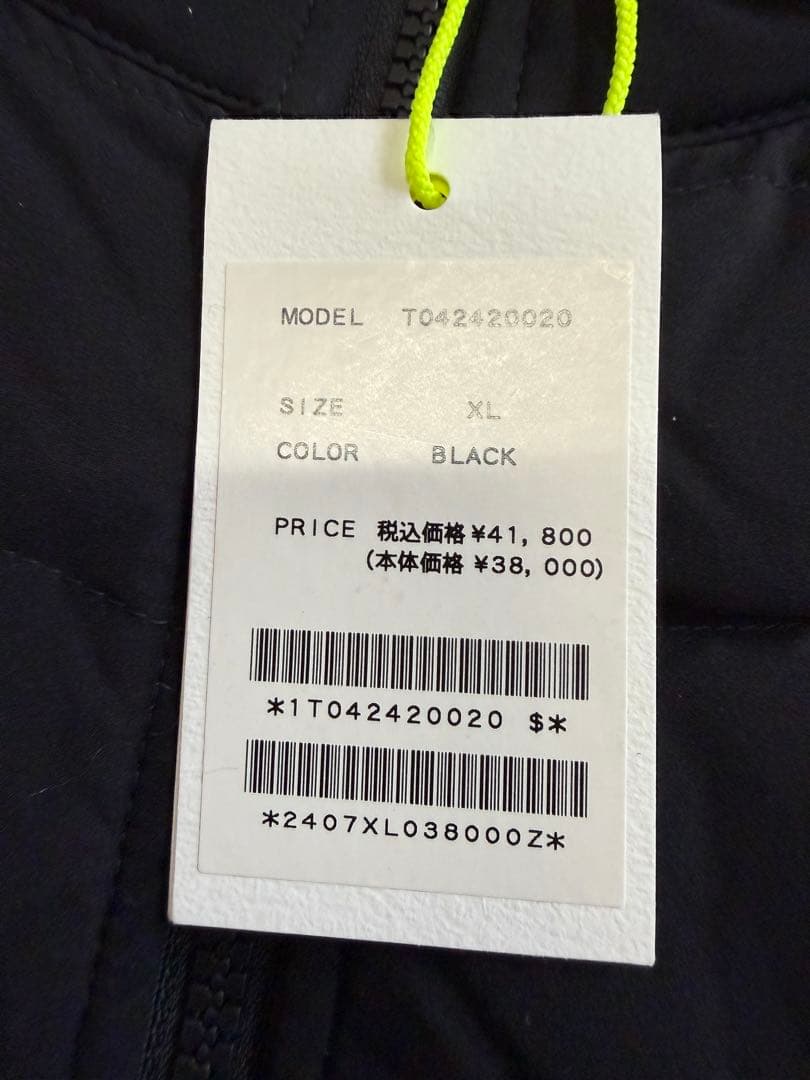 MODEL T042420020
SIZE XL
COLOR BLACK
PRICE 税込価格 ¥41,800
(本体価格 ¥38,000)
*1T042420020 $*
*2407XL038000Z*